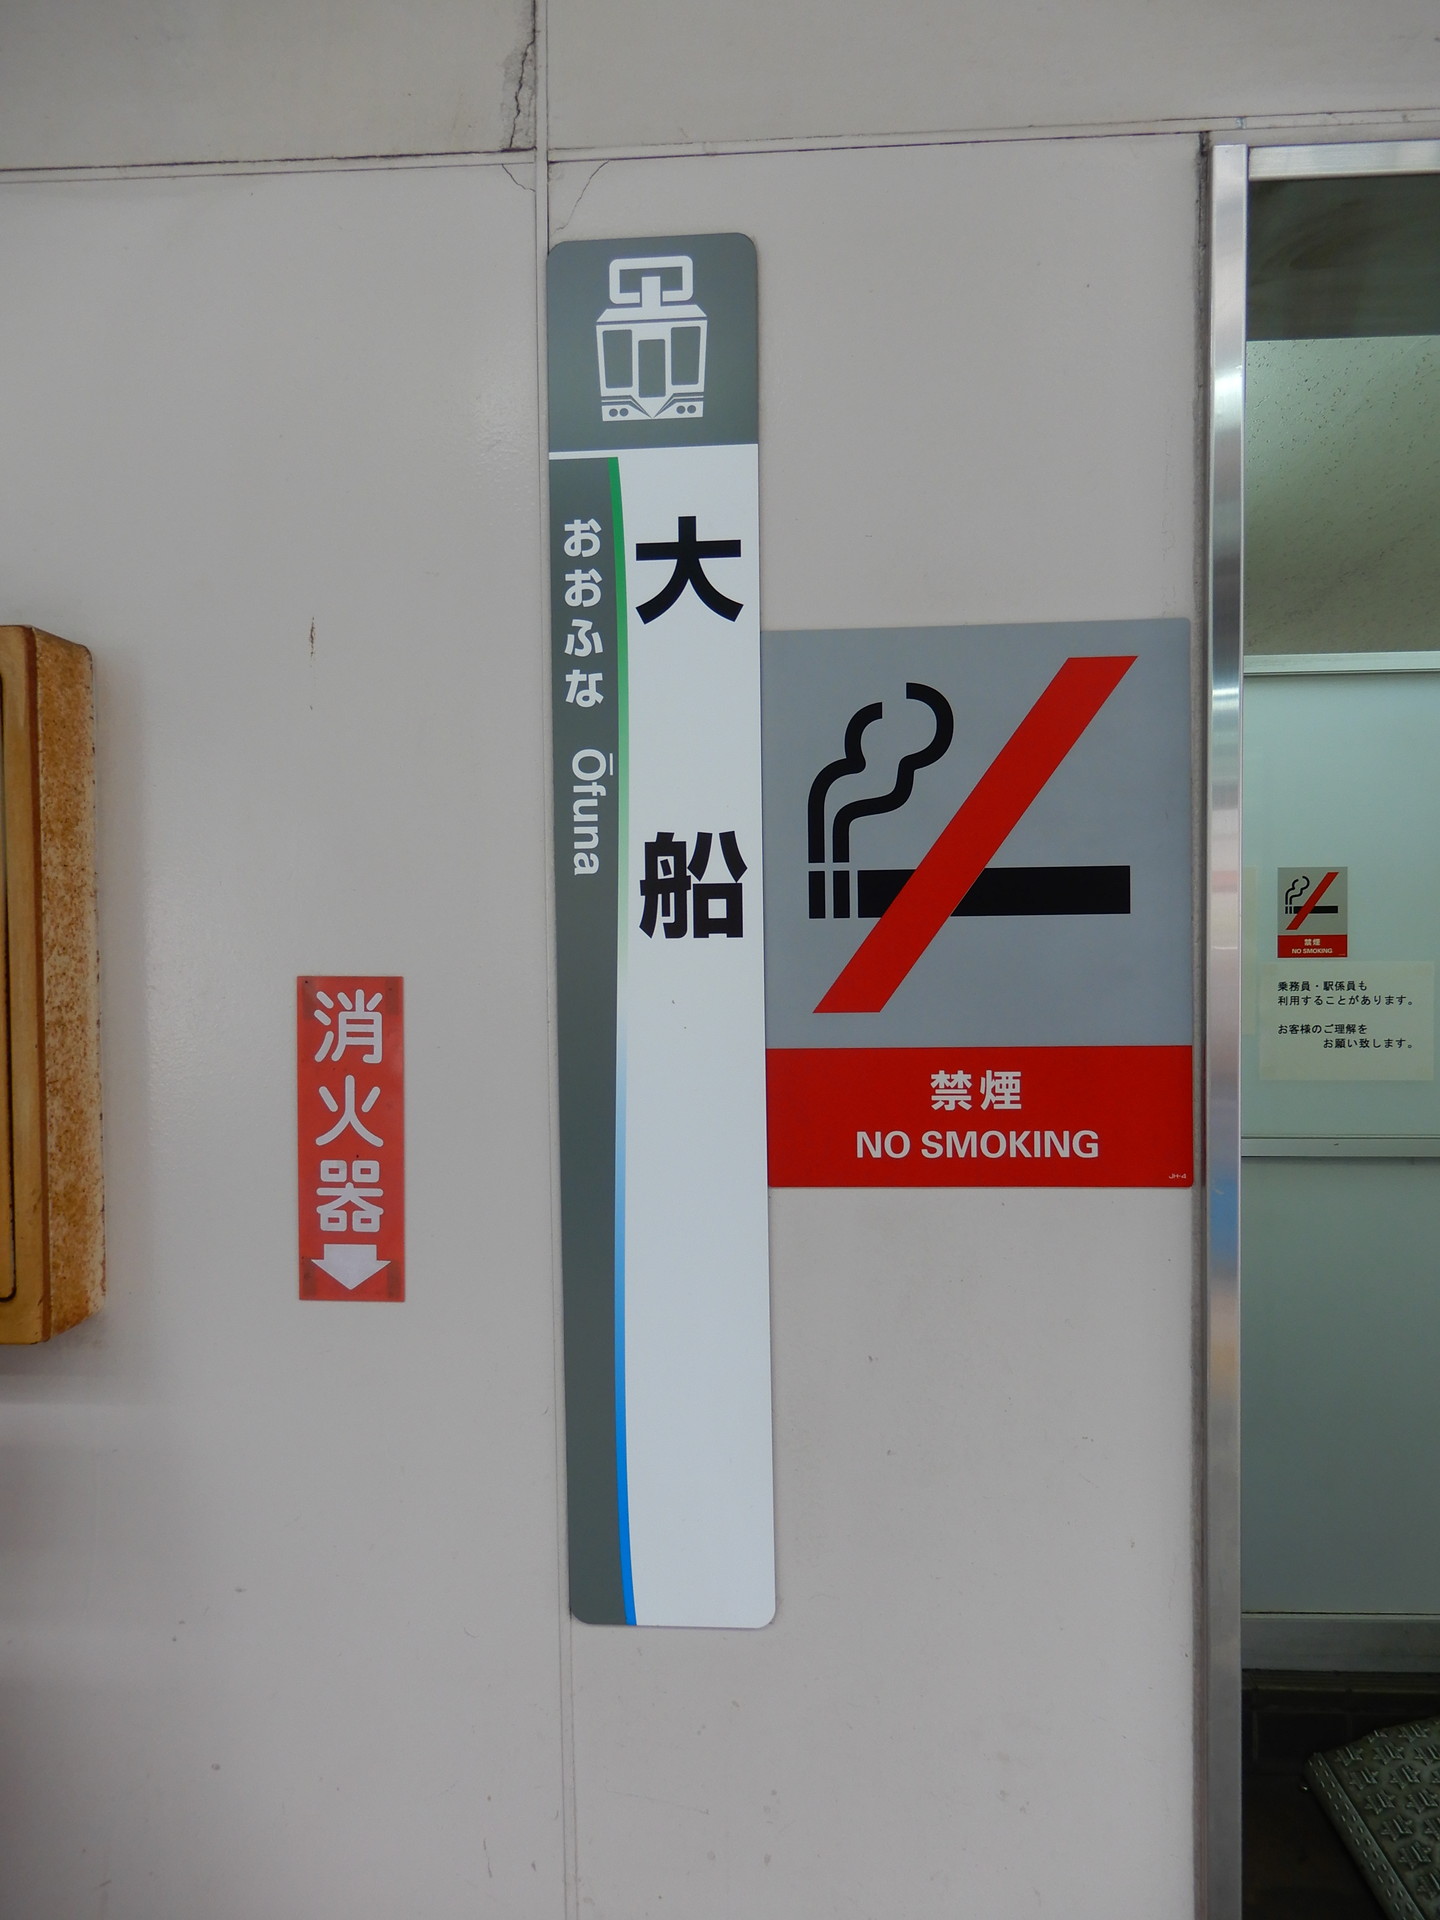 大船
おおふな Ōfuna
消火器
禁煙
NO SMOKING
JH-4
禁煙
NO SMOKING
乗務員・駅係員も
利用することがあります。
お客様のご理解を
お願い致します。